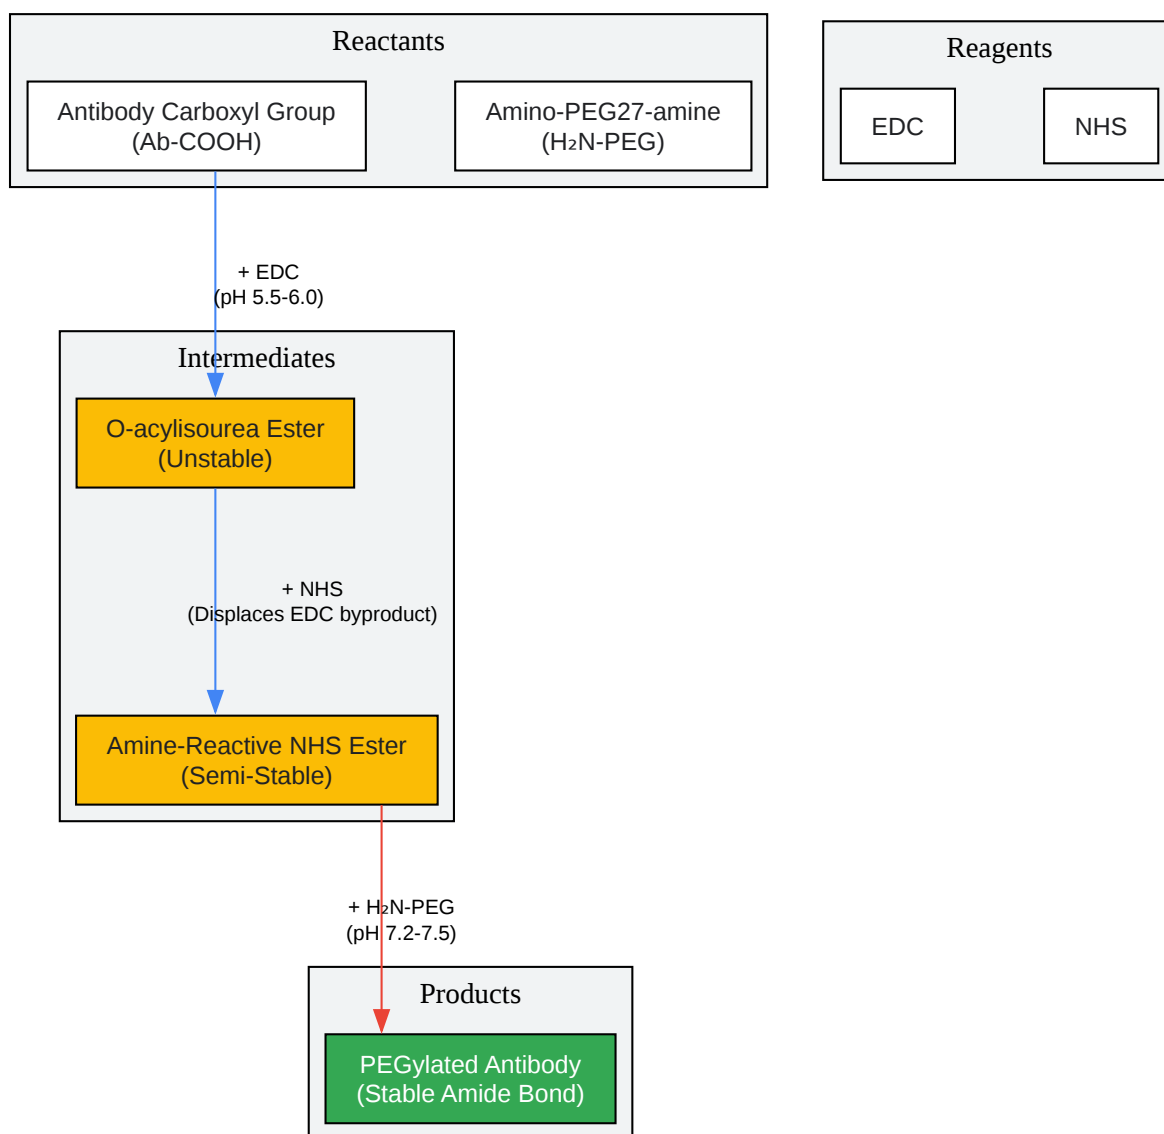 Reactants
Antibody Carboxyl Group
(Ab-COOH)
Amino-PEG27-amine
(H₂N-PEG)
Reagents
EDC
NHS
+ EDC
(pH 5.5-6.0)
Intermediates
O-acylisourea Ester
(Unstable)
+ NHS
(Displaces EDC byproduct)
Amine-Reactive NHS Ester
(Semi-Stable)
+ H₂N-PEG
(pH 7.2-7.5)
Products
PEGylated Antibody
(Stable Amide Bond)